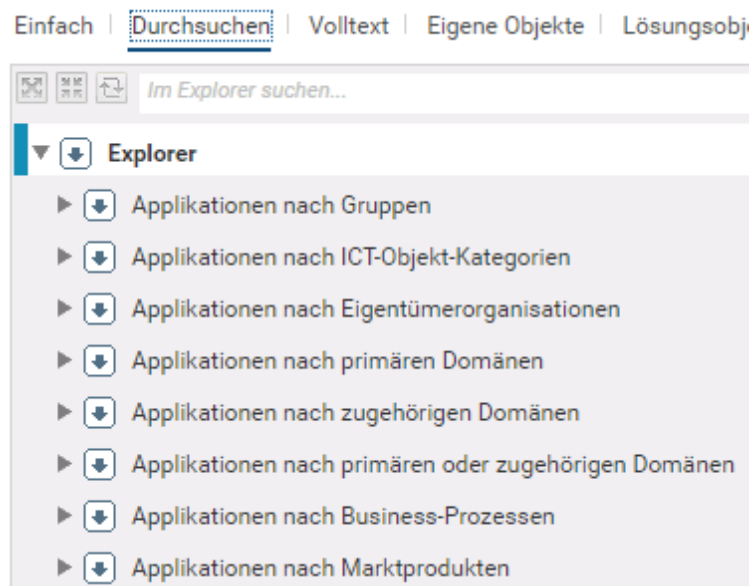 Einfach | Durchsuchen | Volltext | Eigene Objekte |
Im Explorer suchen...
Explorer
Applikationen nach Gruppen
Applikationen nach ICT-Objekt-Kategorien
Applikationen nach Eigentümerorganisationen
Applikationen nach primären Domänen
Applikationen nach zugehörigen Domänen
Applikationen nach primären oder zugehörigen Domänen
Applikationen nach Business-Prozessen
Applikationen nach Marktprodukten